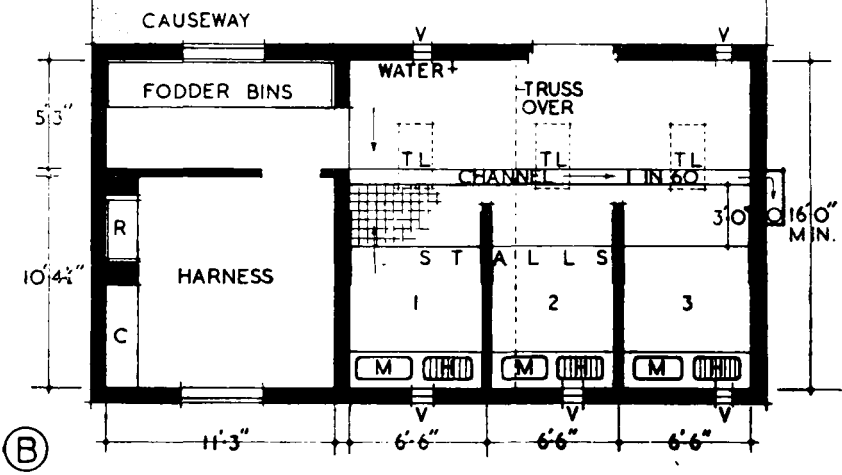 CAUSEWAY
V V
WATER+
FODDER BINS
TRUSS
OVER
5'3"
TL TL TL
CHANNEL 1 IN 60
R
3'0" 16'0"
MIN.
STALLS
10'4½"
HARNESS
1 2 3
C
M H M H M H
V V V
B
11'-3" 6'-6" 6'6" 6'6"